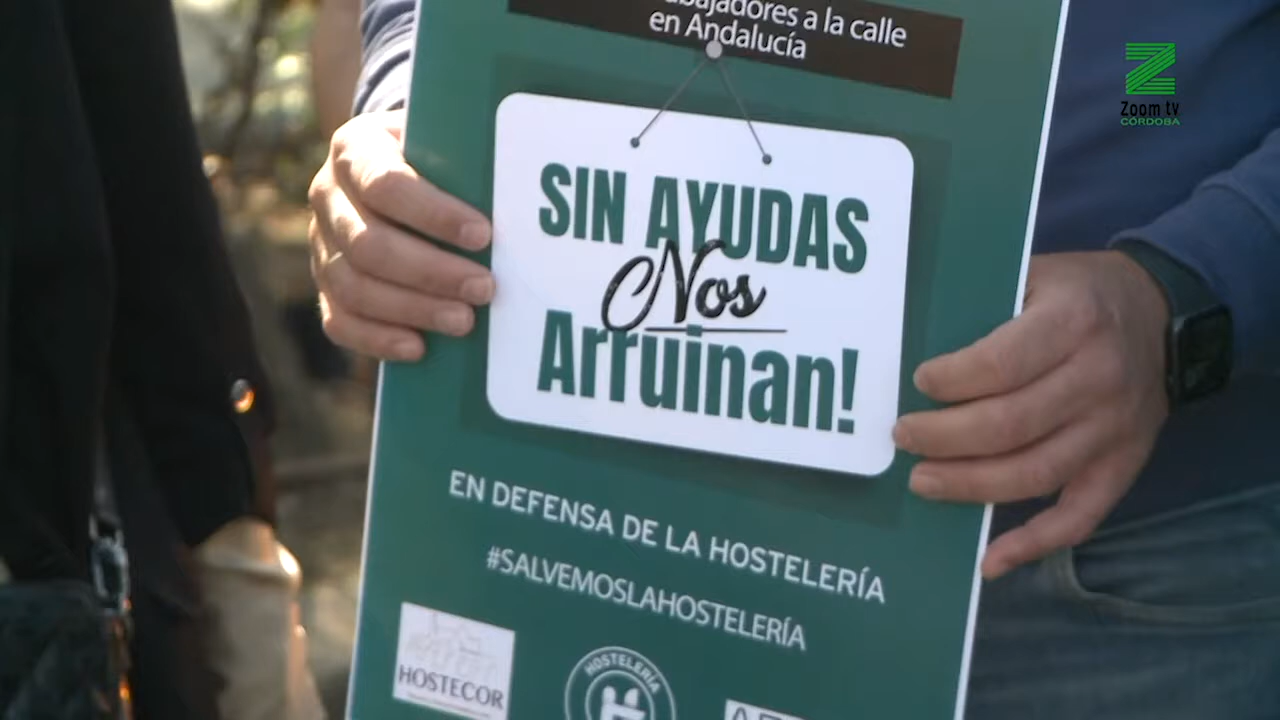 a la calle
en Andalucía
SIN AYUDAS
Nos
Arruinan!
EN DEFENSA DE LA HOSTELERÍA
#SALVEMOSLAHOSTELERÍA
HOSTECOR
HOSTELERÍA
Zoom tv
CÓRDOBA